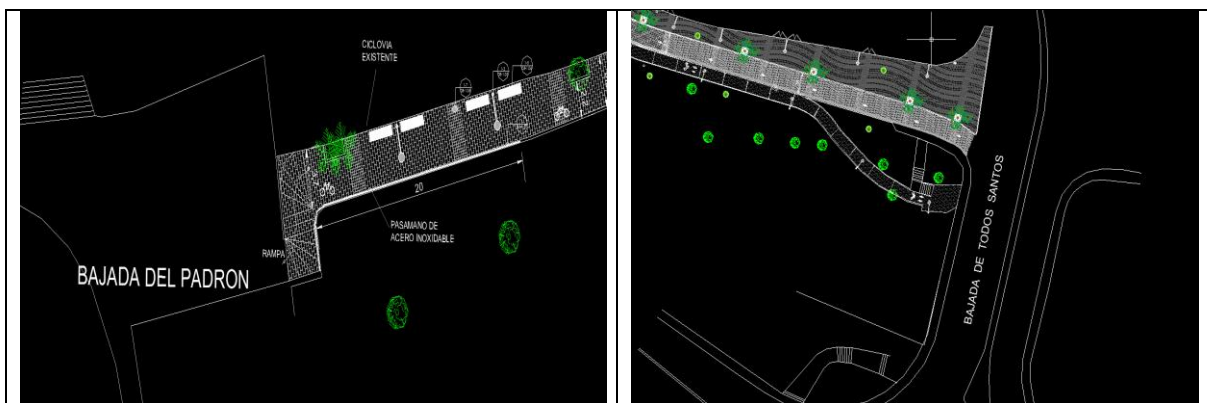 CICLOVIA
EXISTENTE
20
PASAMANO DE
ACERO INOXIDABLE
RAMPA
BAJADA DEL PADRON
BAJADA DE TODOS SANTOS